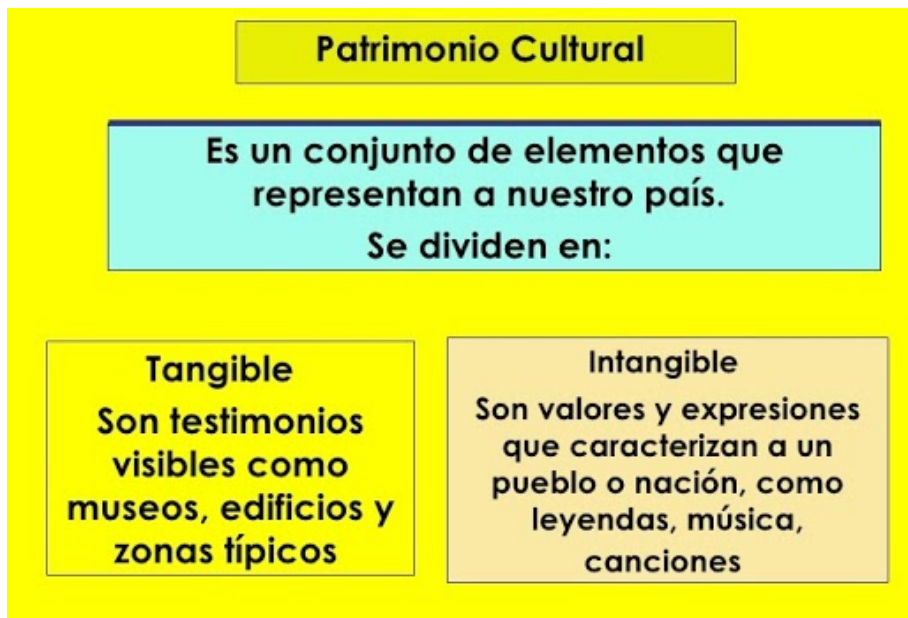 Patrimonio Cultural
Es un conjunto de elementos que
representan a nuestro país.
Se dividen en:
Tangible
Son testimonios
visibles como
museos, edificios y
zonas típicos
Intangible
Son valores y expresiones
que caracterizan a un
pueblo o nación, como
leyendas, música,
canciones